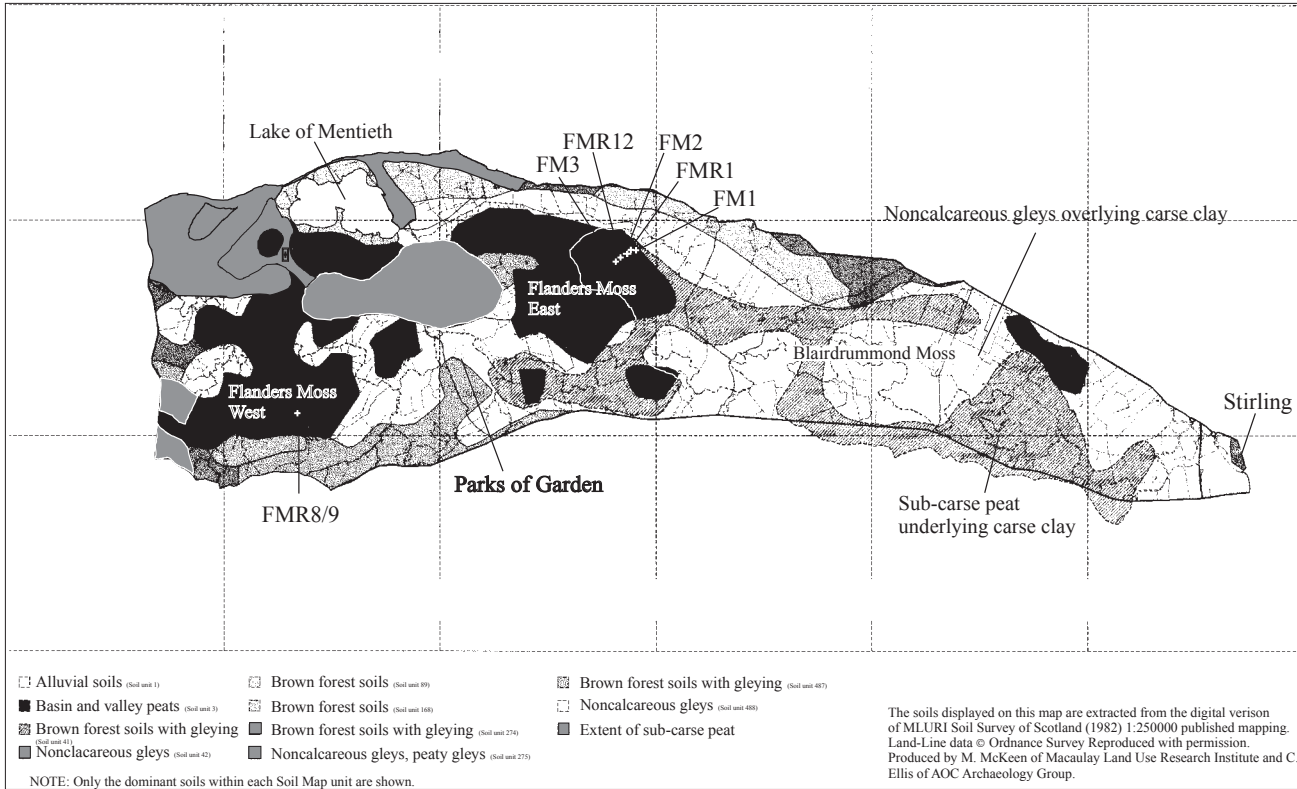 Lake of Mentieth
FMR12
FM2
FM3
FMR1
FM1
Noncalcareous gleys overlying carse clay
Flanders Moss
East
Blairdrummond Moss
Flanders Moss
West
Stirling
Parks of Garden
FMR8/9
Sub-carse peat
underlying carse clay
Alluvial soils (Soil unit 1)
Basin and valley peats (Soil unit 3)
Brown forest soils with gleying
(Soil unit 41)
Nonclacareous gleys (Soil unit 42)
Brown forest soils (Soil unit 89)
Brown forest soils (Soil unit 168)
Brown forest soils with gleying (Soil unit 274)
Noncalcareous gleys, peaty gleys (Soil unit 275)
Brown forest soils with gleying (Soil unit 487)
Noncalcareous gleys (Soil unit 488)
Extent of sub-carse peat
NOTE: Only the dominant soils within each Soil Map unit are shown.
The soils displayed on this map are extracted from the digital verison
of MLURI Soil Survey of Scotland (1982) 1:250000 published mapping.
Land-Line data © Ordnance Survey Reproduced with permission.
Produced by M. McKeen of Macaulay Land Use Research Institute and C.
Ellis of AOC Archaeology Group.